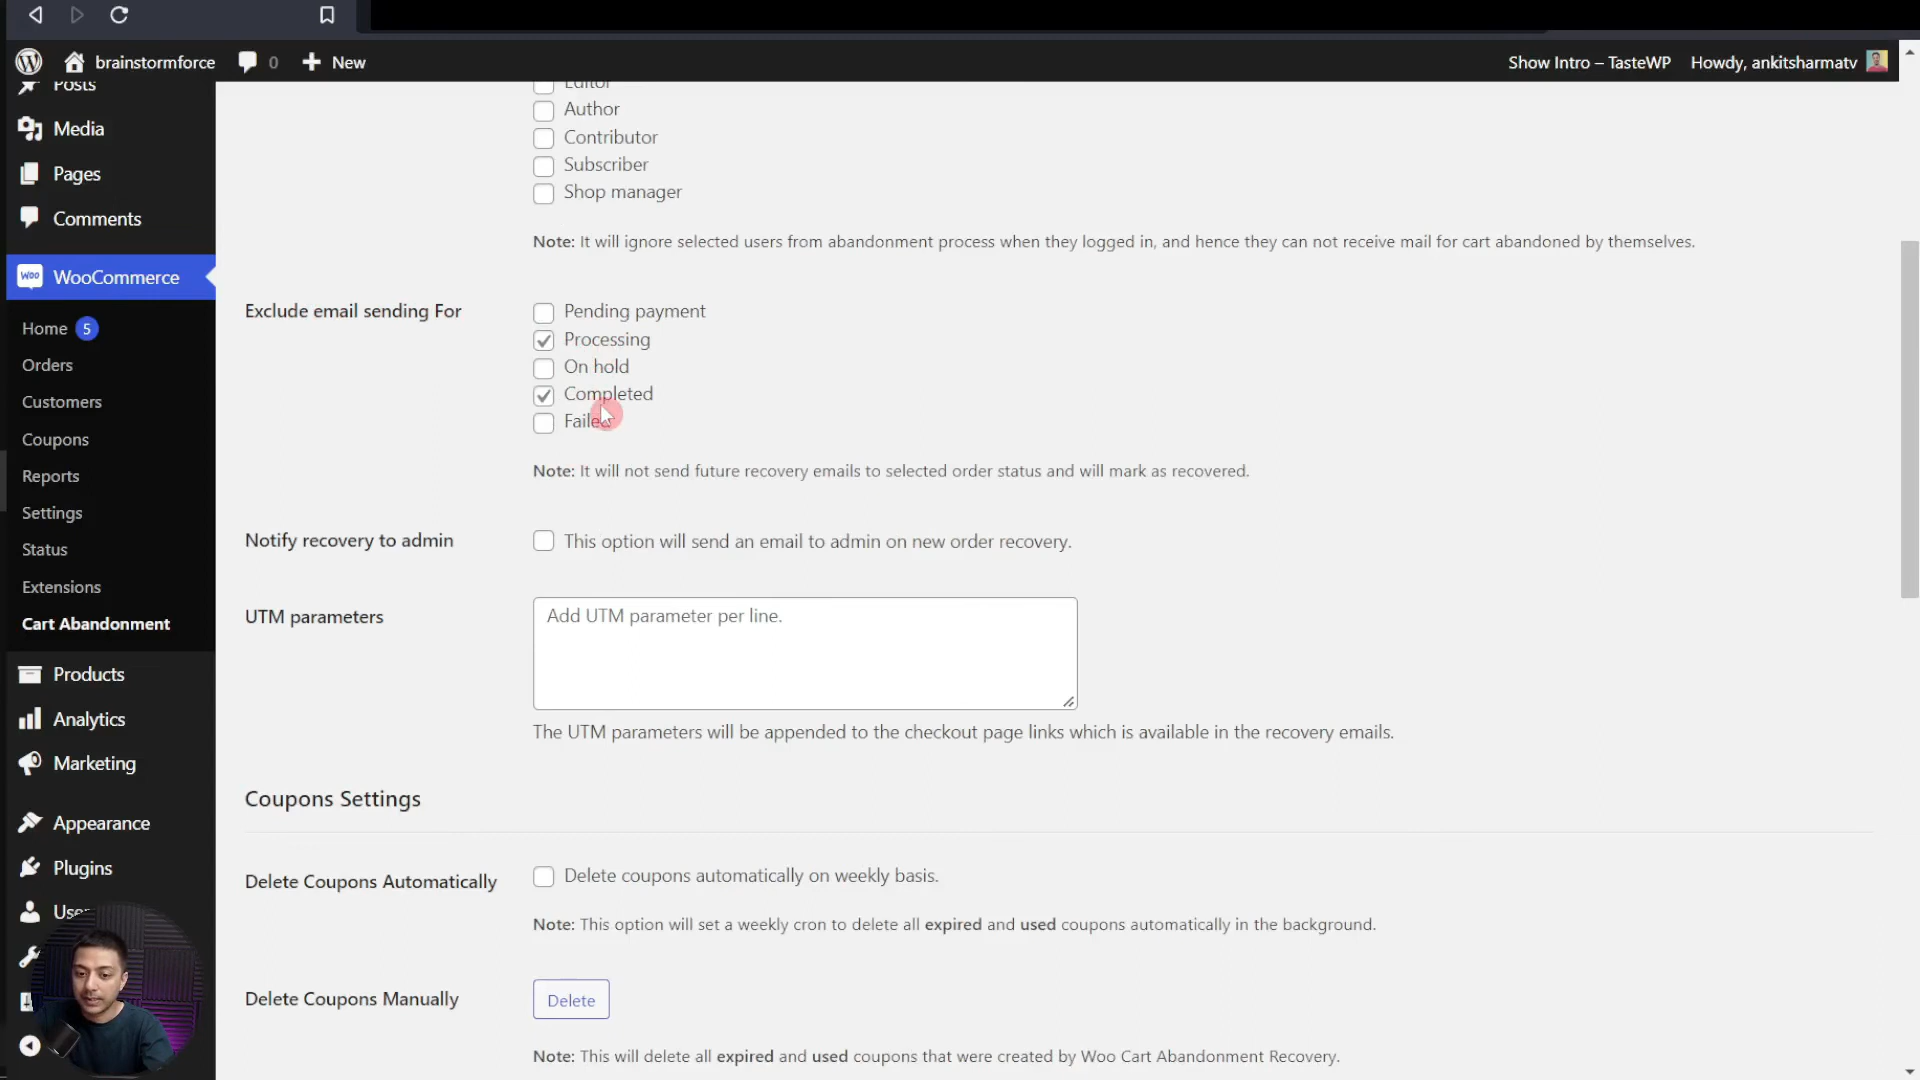 brainstormforce
0
New
Show Intro – TasteWP
Howdy, ankitsharmatv
Posts
Media
Pages
Comments
WooCommerce
Home 5
Orders
Customers
Coupons
Reports
Settings
Status
Extensions
Cart Abandonment
Products
Analytics
Marketing
Appearance
Plugins
Editor
Author
Contributor
Subscriber
Shop manager
Note: It will ignore selected users from abandonment process when they logged in, and hence they can not receive mail for cart abandoned by themselves.
Exclude email sending For
Pending payment
Processing
On hold
Completed
Failed
Note: It will not send future recovery emails to selected order status and will mark as recovered.
Notify recovery to admin
This option will send an email to admin on new order recovery.
UTM parameters
Add UTM parameter per line.
The UTM parameters will be appended to the checkout page links which is available in the recovery emails.
Coupons Settings
Delete Coupons Automatically
Delete coupons automatically on weekly basis.
Note: This option will set a weekly cron to delete all expired and used coupons automatically in the background.
Delete Coupons Manually
Delete
Note: This will delete all expired and used coupons that were created by Woo Cart Abandonment Recovery.